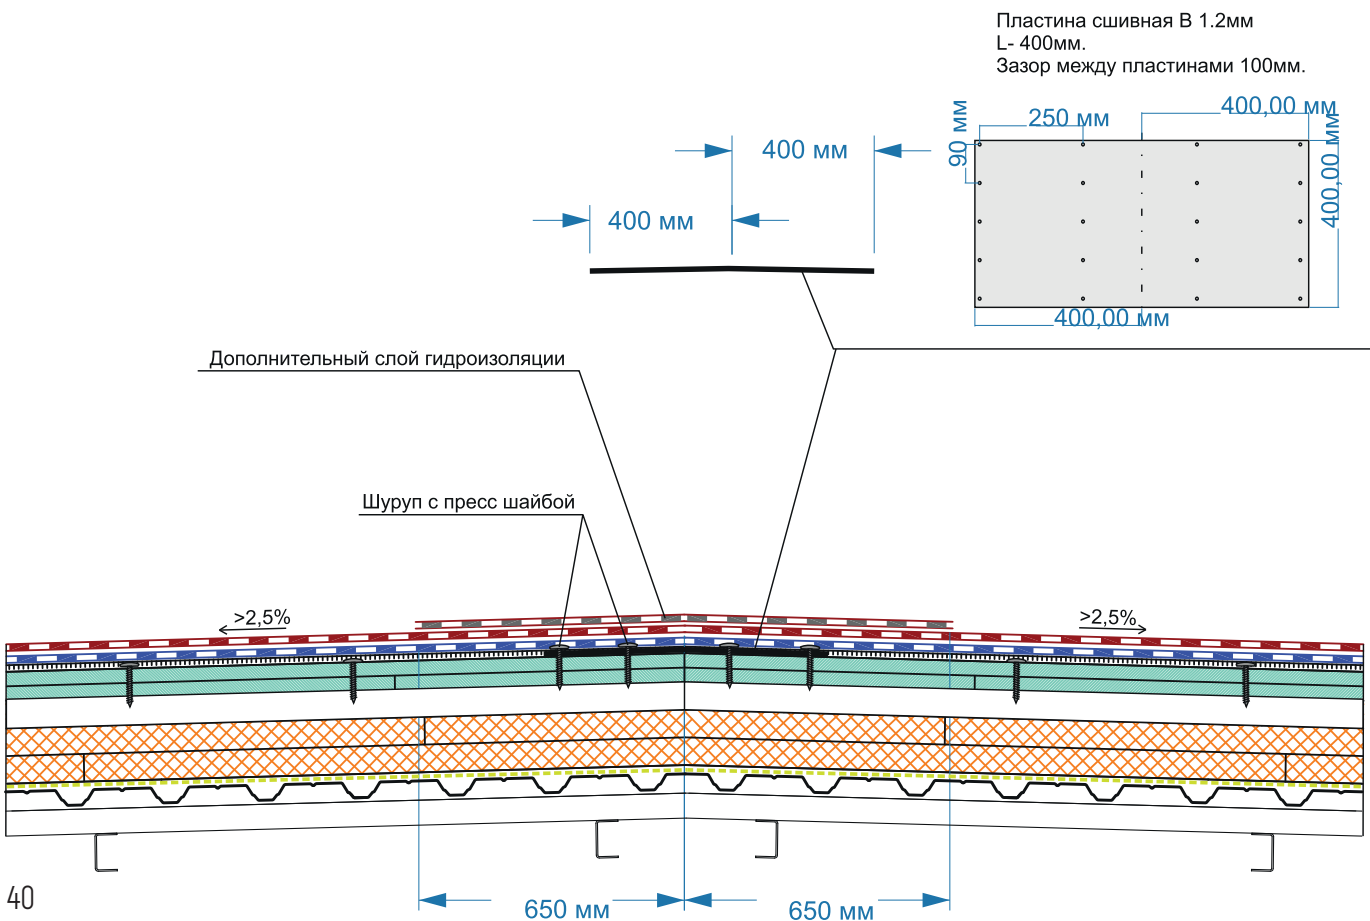 Пластина сшивная В 1.2мм
L- 400мм.
Зазор между пластинами 100мм.
400,00 мм
250 мм
90 мм
400,00 мм
400,00 мм
400 мм
400 мм
Дополнительный слой гидроизоляции
Шуруп с пресс шайбой
>2,5%
>2,5%
650 мм
650 мм
40